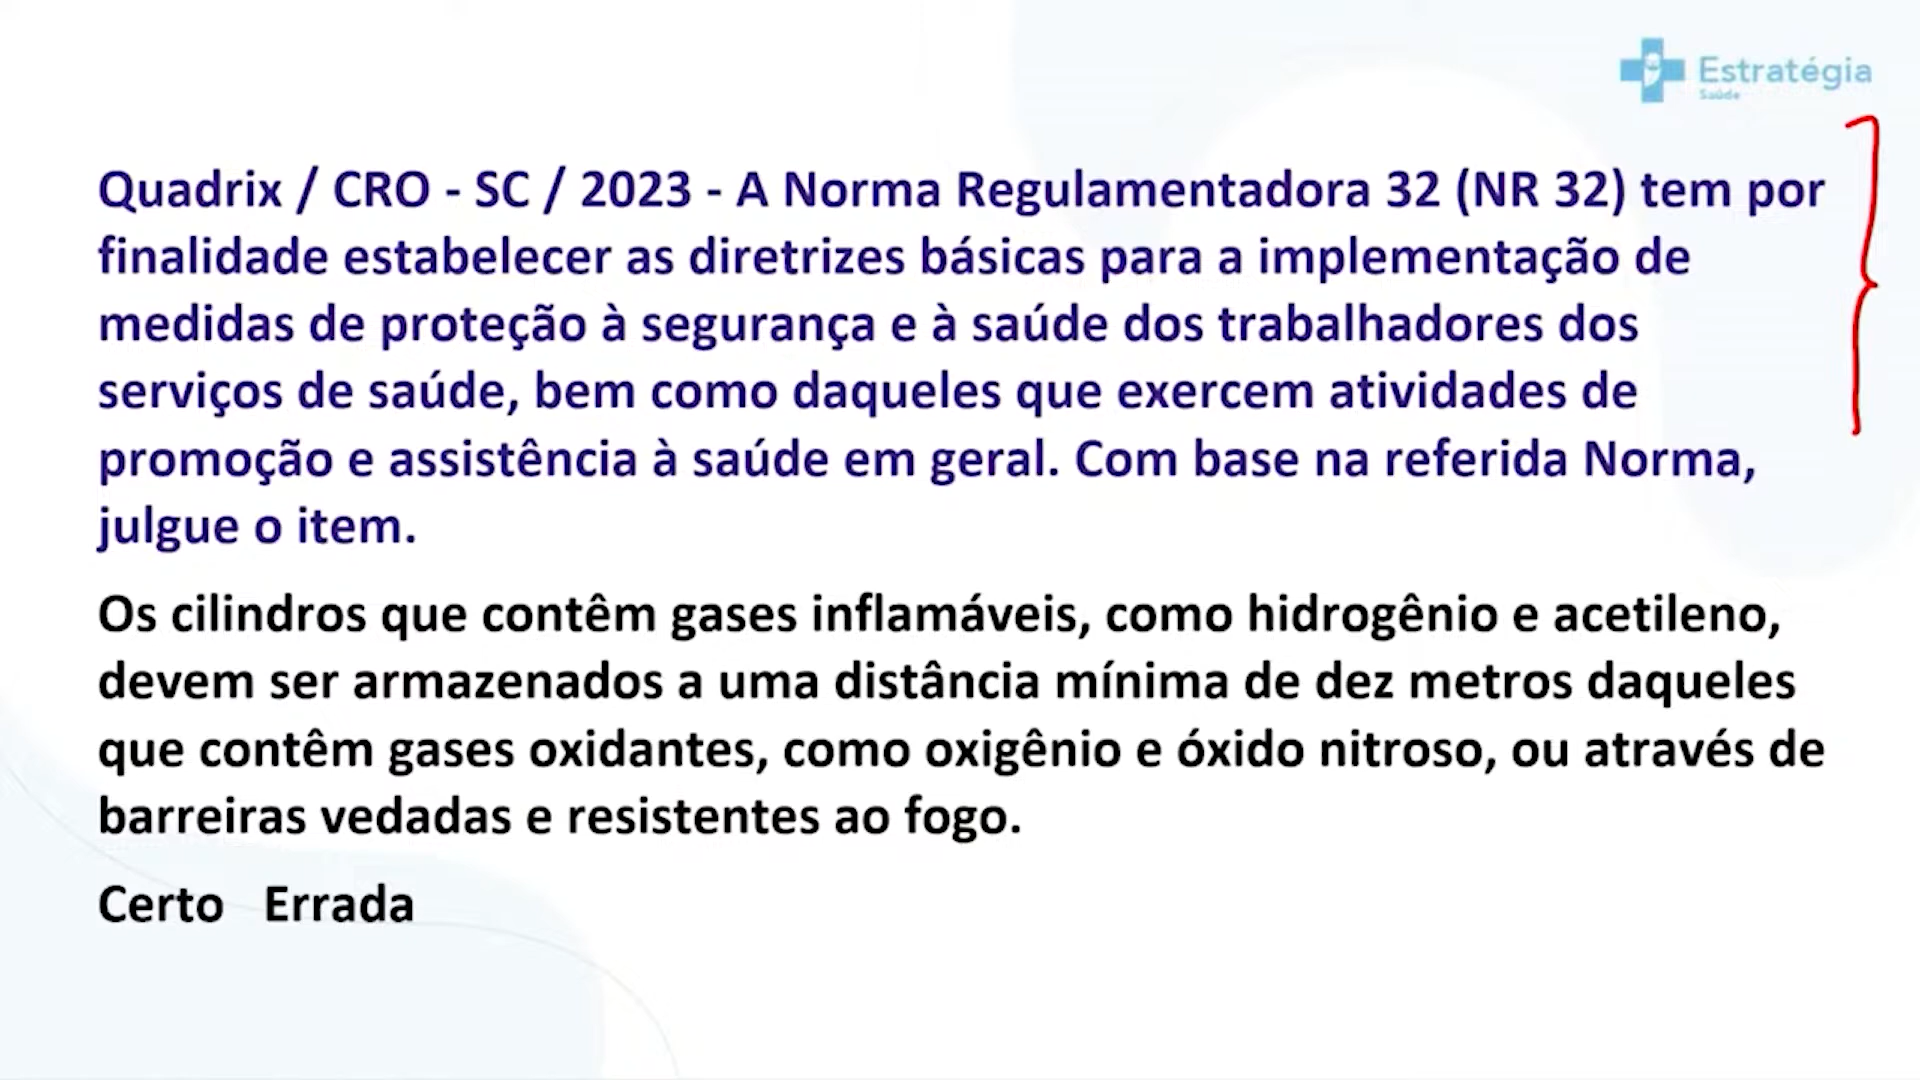 Estratégia
Saúde
Quadrix / CRO - SC / 2023 - A Norma Regulamentadora 32 (NR 32) tem por
finalidade estabelecer as diretrizes básicas para a implementação de
medidas de proteção à segurança e à saúde dos trabalhadores dos
serviços de saúde, bem como daqueles que exercem atividades de
promoção e assistência à saúde em geral. Com base na referida Norma,
julgue o item.
Os cilindros que contêm gases inflamáveis, como hidrogênio e acetileno,
devem ser armazenados a uma distância mínima de dez metros daqueles
que contêm gases oxidantes, como oxigênio e óxido nitroso, ou através de
barreiras vedadas e resistentes ao fogo.
Certo Errada